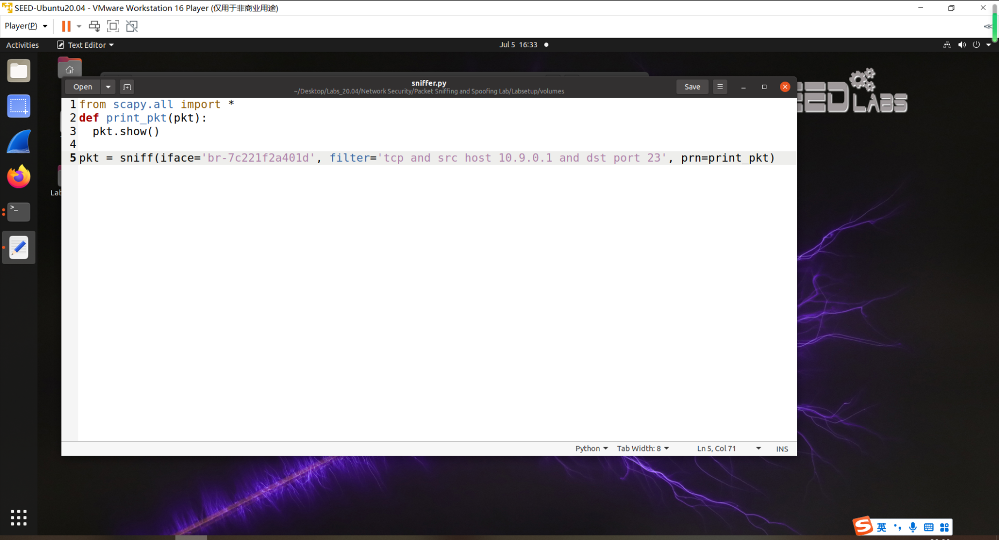 SEED-Ubuntu20.04 - VMware Workstation 16 Player (仅用于非商业用途)
Player(P)
Activities
Text Editor
Jul 5 16:33
Open
sniffer.py
~/Desktop/Labs_20.04/Network Security/Packet Sniffing and Spoofing Lab/Labsetup/volumes
Save
EED LABS
1 from scapy.all import *
2 def print_pkt(pkt):
3   pkt.show()
4
5 pkt = sniff(iface='br-7c221f2a401d', filter='tcp and src host 10.9.0.1 and dst port 23', prn=print_pkt)
Lab
Python
Tab Width: 8
Ln 5, Col 71
INS
英